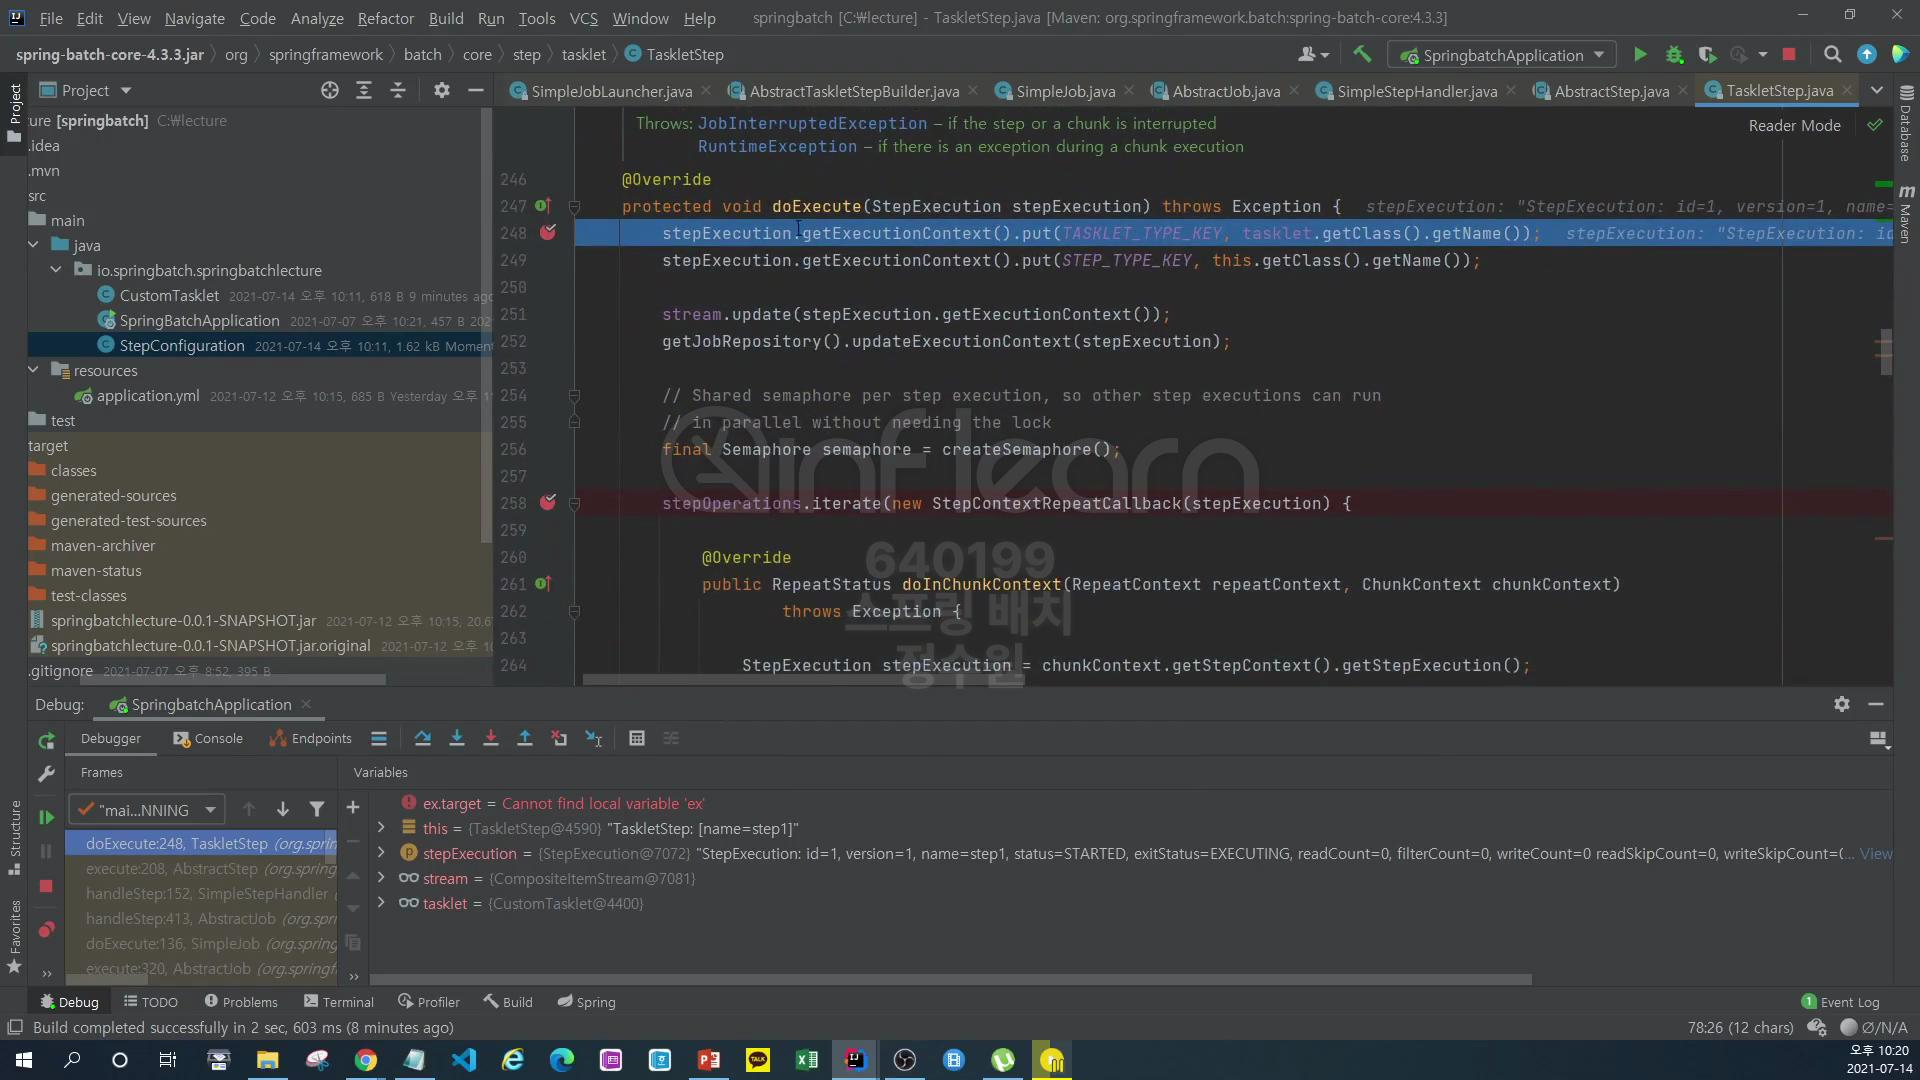 File Edit View Navigate Code Analyze Refactor Build Run Tools VCS Window Help springbatch [C:₩lecture] - TaskletStep.java [Maven: org.springframework.batch:spring-batch-core:4.3.3]
spring-batch-core-4.3.3.jar org springframework batch core step tasklet TaskletStep SpringbatchApplication
Project Project SimpleJobLauncher.java AbstractTaskletStepBuilder.java SimpleJob.java AbstractJob.java SimpleStepHandler.java AbstractStep.java TaskletStep.java
ure [springbatch] C:₩lecture
.idea
.mvn
src
main
java
io.springbatch.springbatchlecture
CustomTasklet 2021-07-14 오후 10:11, 618 B 9 minutes ago
SpringBatchApplication 2021-07-07 오후 10:21, 457 B 202
StepConfiguration 2021-07-14 오후 10:11, 1.62 kB Momen
resources
application.yml 2021-07-12 오후 10:15, 685 B Yesterday 오후
test
target
classes
generated-sources
generated-test-sources
maven-archiver
maven-status
test-classes
springbatchlecture-0.0.1-SNAPSHOT.jar 2021-07-12 오후 10:15, 20.6
springbatchlecture-0.0.1-SNAPSHOT.jar.original 2021-07-12 오후
.gitignore 2021-07-07 오후 8:52, 395 B
Structure
Favorites
Throws: JobInterruptedException – if the step or a chunk is interrupted
RuntimeException – if there is an exception during a chunk execution
Reader Mode
Database
Maven
246 @Override
247 protected void doExecute(StepExecution stepExecution) throws Exception { stepExecution: "StepExecution: id=1, version=1, name=
248 stepExecution.getExecutionContext().put(TASKLET_TYPE_KEY, tasklet.getClass().getName()); stepExecution: "StepExecution: id
249 stepExecution.getExecutionContext().put(STEP_TYPE_KEY, this.getClass().getName());
250
251 stream.update(stepExecution.getExecutionContext());
252 getJobRepository().updateExecutionContext(stepExecution);
253
254 // Shared semaphore per step execution, so other step executions can run
255 // in parallel without needing the lock
256 final Semaphore semaphore = createSemaphore();
257
258 stepOperations.iterate(new StepContextRepeatCallback(stepExecution) {
259
260 @Override
261 public RepeatStatus doInChunkContext(RepeatContext repeatContext, ChunkContext chunkContext)
262 throws Exception {
263
264 StepExecution stepExecution = chunkContext.getStepContext().getStepExecution();
inflearn
640199
스프링 배치
정수원
Debug: SpringbatchApplication
Debugger Console Endpoints
Frames Variables
"mai...NNING
doExecute:248, TaskletStep (org.sprin
execute:208, AbstractStep (org.spring
handleStep:152, SimpleStepHandler
handleStep:413, AbstractJob (org.spri
doExecute:136, SimpleJob (org.spring
execute:320, AbstractJob (org.springf
ex.target = Cannot find local variable 'ex'
this = {TaskletStep@4590} "TaskletStep: [name=step1]"
stepExecution = {StepExecution@7072} "StepExecution: id=1, version=1, name=step1, status=STARTED, exitStatus=EXECUTING, readCount=0, filterCount=0, writeCount=0 readSkipCount=0, writeSkipCount=(... View
stream = {CompositeItemStream@7081}
tasklet = {CustomTasklet@4400}
Debug TODO Problems Terminal Profiler Build Spring 1 Event Log
Build completed successfully in 2 sec, 603 ms (8 minutes ago) 78:26 (12 chars) Ø/N/A
TALK
오후 10:20
2021-07-14